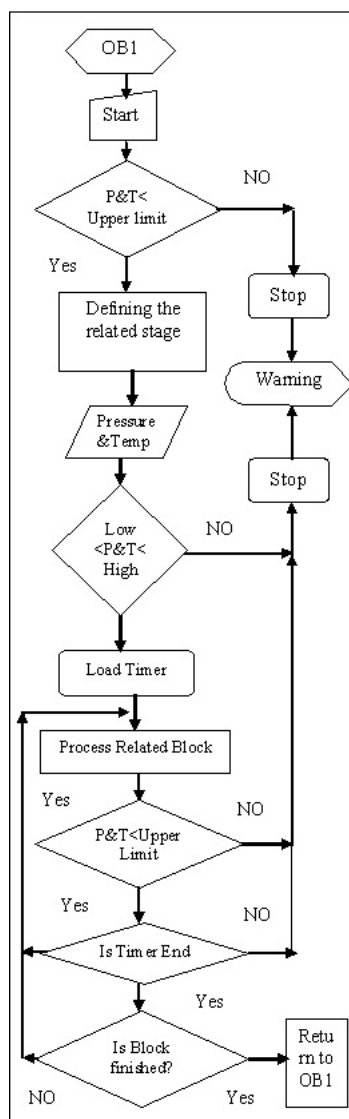 OB1
Start
P&T<
Upper limit
NO
Yes
Stop
Defining the
related stage
Warning
Pressure
&Temp
Stop
Low
<P&T<
High
NO
Load Timer
Process Related Block
Yes
NO
P&T<Upper
Limit
Yes
NO
Is Timer End
Yes
Is Block
finished?
Retu
rn to
OB1
NO
Yes